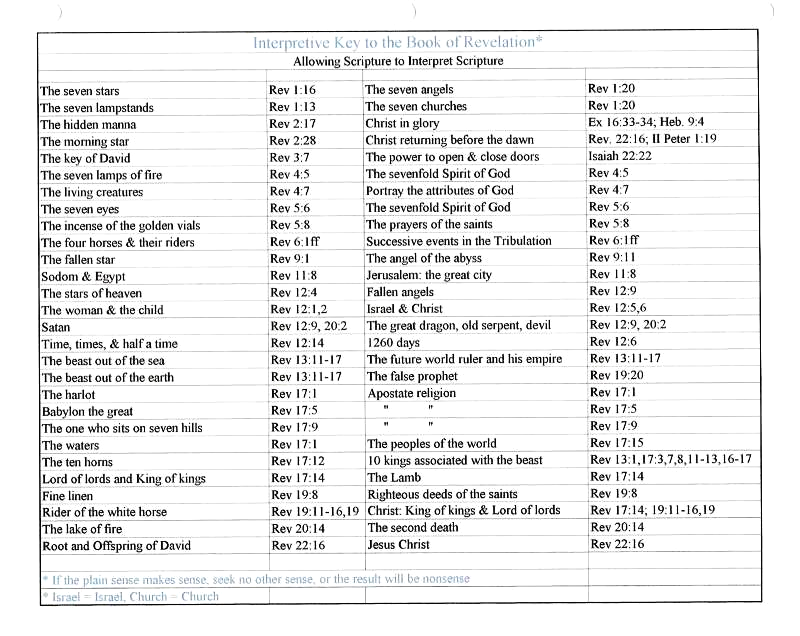 Interpretive Key to the Book of Revelation*
Allowing Scripture to Interpret Scripture
The seven stars Rev 1:16 The seven angels Rev 1:20
The seven lampstands Rev 1:13 The seven churches Rev 1:20
The hidden manna Rev 2:17 Christ in glory Ex 16:33-34; Heb. 9:4
The morning star Rev 2:28 Christ returning before the dawn Rev. 22:16; II Peter 1:19
The key of David Rev 3:7 The power to open & close doors Isaiah 22:22
The seven lamps of fire Rev 4:5 The sevenfold Spirit of God Rev 4:5
The living creatures Rev 4:7 Portray the attributes of God Rev 4:7
The seven eyes Rev 5:6 The sevenfold Spirit of God Rev 5:6
The incense of the golden vials Rev 5:8 The prayers of the saints Rev 5:8
The four horses & their riders Rev 6:1ff Successive events in the Tribulation Rev 6:1ff
The fallen star Rev 9:1 The angel of the abyss Rev 9:11
Sodom & Egypt Rev 11:8 Jerusalem: the great city Rev 11:8
The stars of heaven Rev 12:4 Fallen angels Rev 12:9
The woman & the child Rev 12:1,2 Israel & Christ Rev 12:5,6
Satan Rev 12:9, 20:2 The great dragon, old serpent, devil Rev 12:9, 20:2
Time, times, & half a time Rev 12:14 1260 days Rev 12:6
The beast out of the sea Rev 13:11-17 The future world ruler and his empire Rev 13:11-17
The beast out of the earth Rev 13:11-17 The false prophet Rev 19:20
The harlot Rev 17:1 Apostate religion Rev 17:1
Babylon the great Rev 17:5 " " Rev 17:5
The one who sits on seven hills Rev 17:9 " " Rev 17:9
The waters Rev 17:1 The peoples of the world Rev 17:15
The ten horns Rev 17:12 10 kings associated with the beast Rev 13:1,17:3,7,8,11-13,16-17
Lord of lords and King of kings Rev 17:14 The Lamb Rev 17:14
Fine linen Rev 19:8 Righteous deeds of the saints Rev 19:8
Rider of the white horse Rev 19:11-16,19 Christ: King of kings & Lord of lords Rev 17:14; 19:11-16,19
The lake of fire Rev 20:14 The second death Rev 20:14
Root and Offspring of David Rev 22:16 Jesus Christ Rev 22:16
* If the plain sense makes sense, seek no other sense, or the result will be nonsense
* Israel = Israel, Church = Church